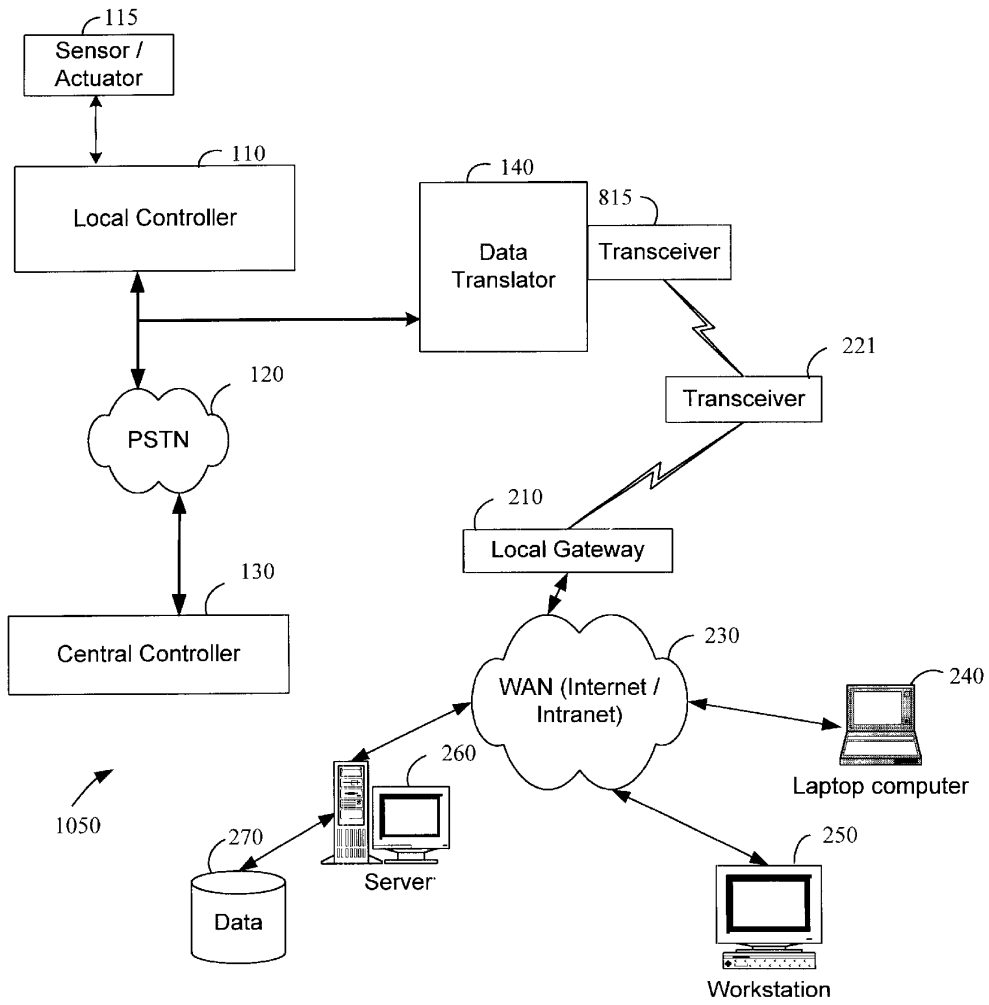 115
Sensor /
Actuator
110
Local Controller
140
Data
Translator
815
Transceiver
221
Transceiver
120
PSTN
210
Local Gateway
130
Central Controller
230
WAN (Internet /
Intranet)
240
Laptop computer
260
Server
1050
270
Data
250
Workstation